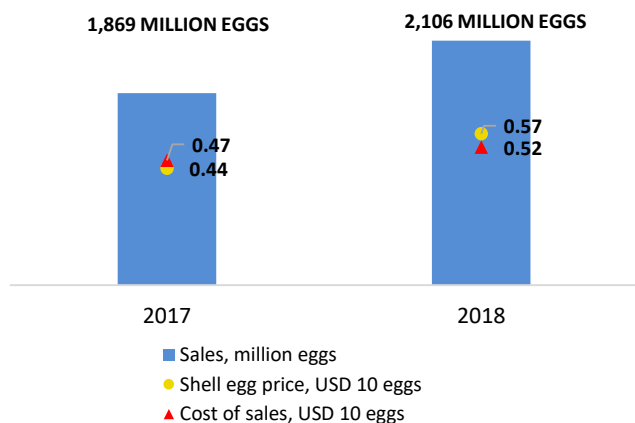 1,869 MILLION EGGS
2,106 MILLION EGGS
0.47
0.44
0.57
0.52
2017
2018
Sales, million eggs
Shell egg price, USD 10 eggs
Cost of sales, USD 10 eggs